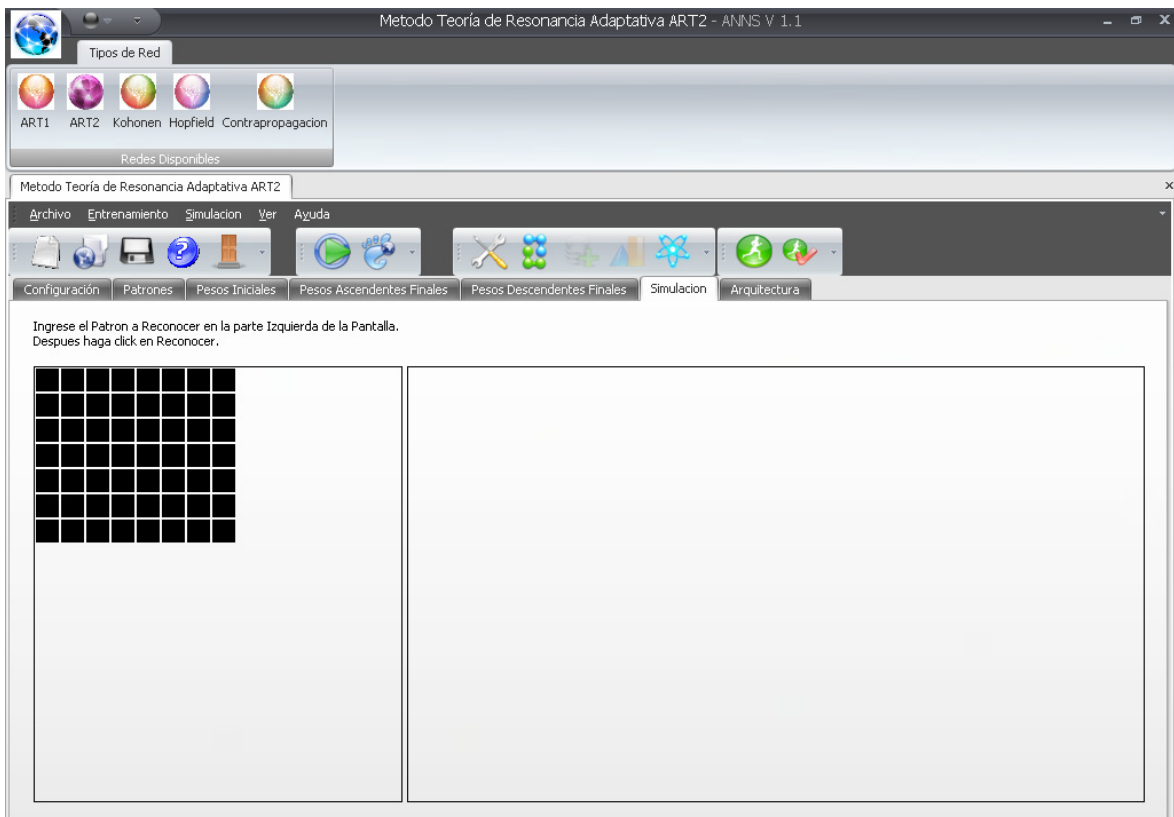 Metodo Teoría de Resonancia Adaptativa ART2 - ANNS V 1.1
Tipos de Red
ART1 ART2 Kohonen Hopfield Contrapropagacion
Redes Disponibles
Metodo Teoría de Resonancia Adaptativa ART2
Archivo Entrenamiento Simulacion Ver Ayuda
Configuración Patrones Pesos Iniciales Pesos Ascendentes Finales Pesos Descendentes Finales Simulacion Arquitectura
Ingrese el Patron a Reconocer en la parte Izquierda de la Pantalla.
Despues haga click en Reconocer.